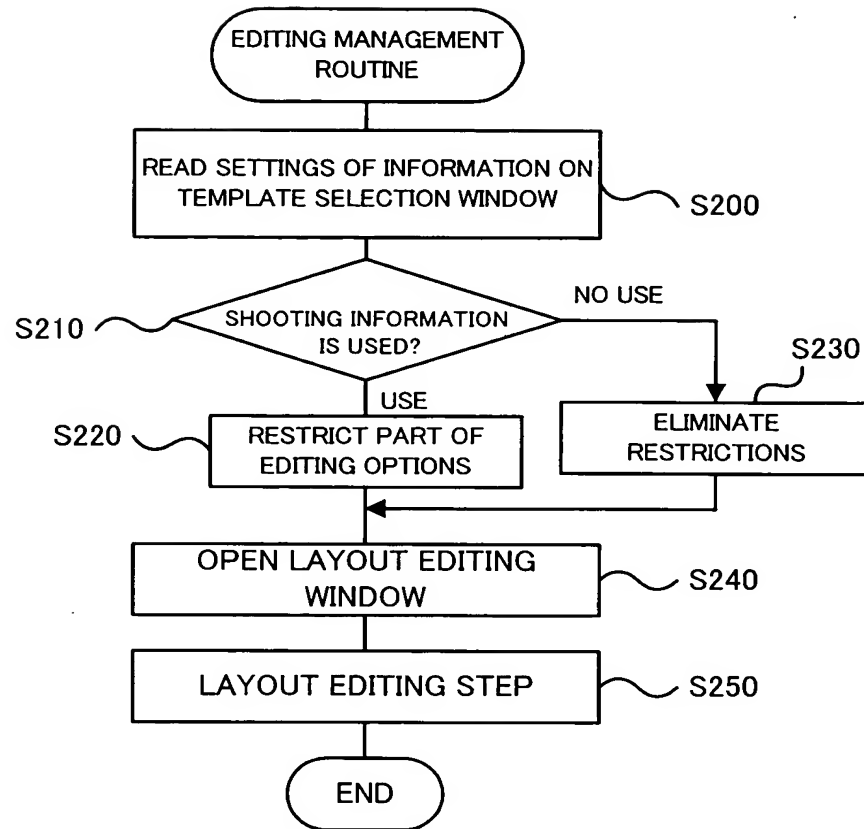 EDITING MANAGEMENT
ROUTINE
READ SETTINGS OF INFORMATION ON
TEMPLATE SELECTION WINDOW
S200
S210
SHOOTING INFORMATION
IS USED?
NO USE
USE
S230
S220
RESTRICT PART OF
EDITING OPTIONS
ELIMINATE
RESTRICTIONS
OPEN LAYOUT EDITING
WINDOW
S240
LAYOUT EDITING STEP
S250
END